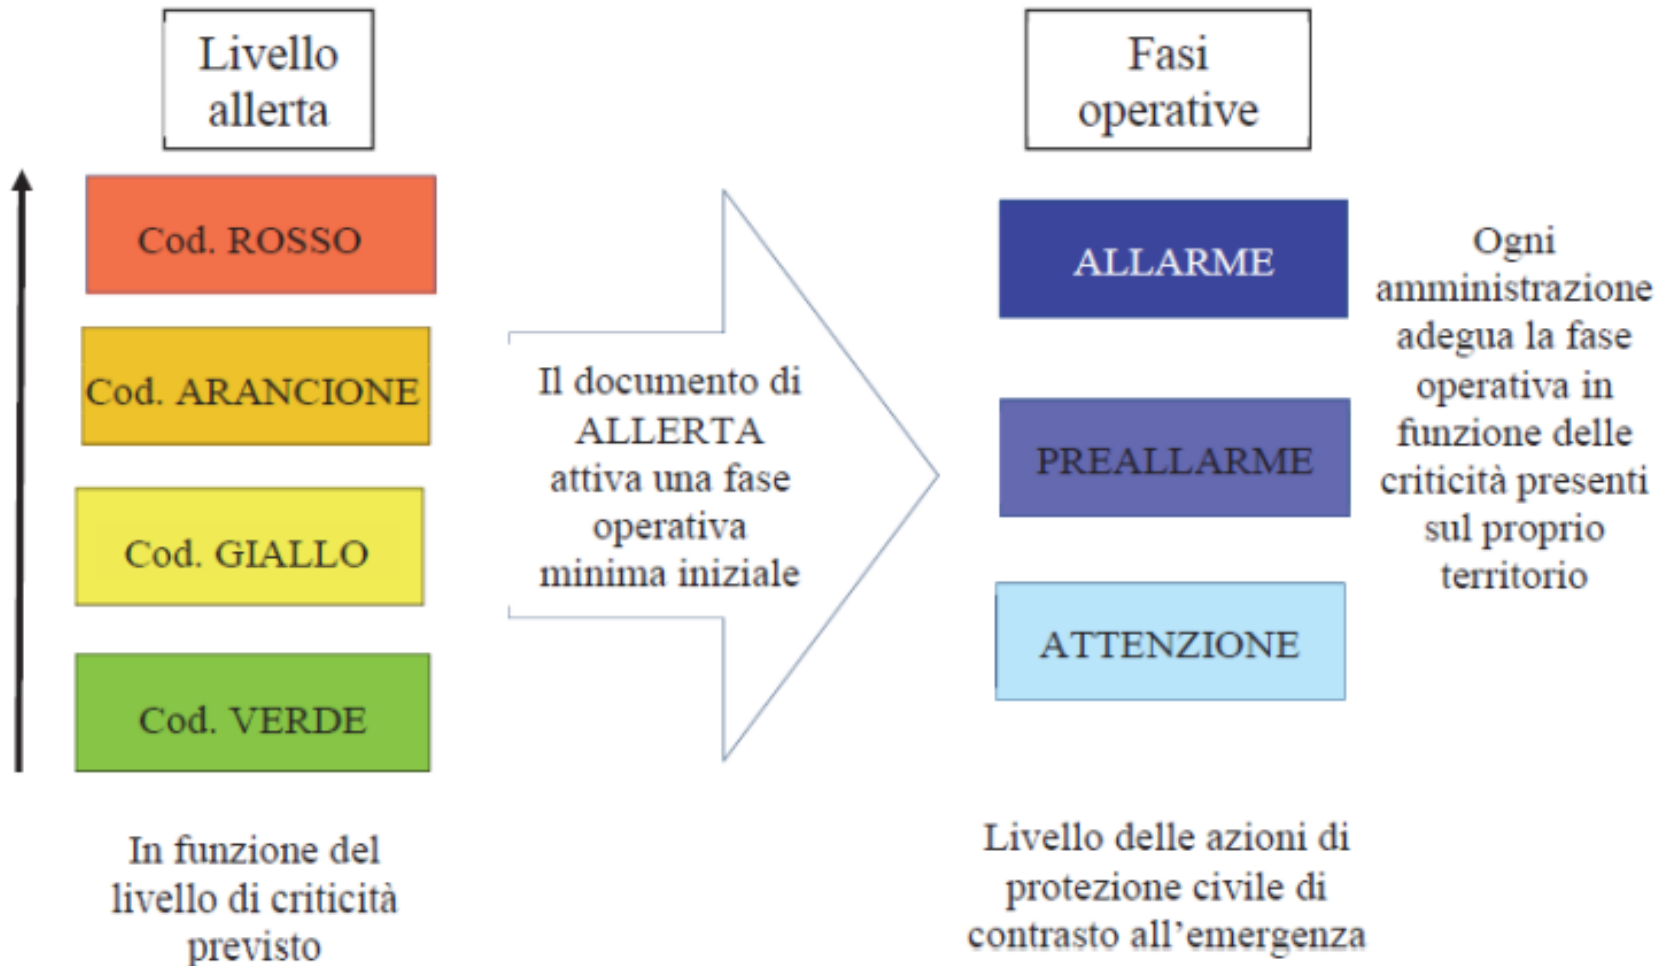 Livello
allerta
Cod. ROSSO
Cod. ARANCIONE
Cod. GIALLO
Cod. VERDE
In funzione del
livello di criticità
previsto
Il documento di
ALLERTA
attiva una fase
operativa
minima iniziale
Fasi
operative
ALLARME
PREALLARME
ATTENZIONE
Livello delle azioni di
protezione civile di
contrasto all’emergenza
Ogni
amministrazione
adegua la fase
operativa in
funzione delle
criticità presenti
sul proprio
territorio